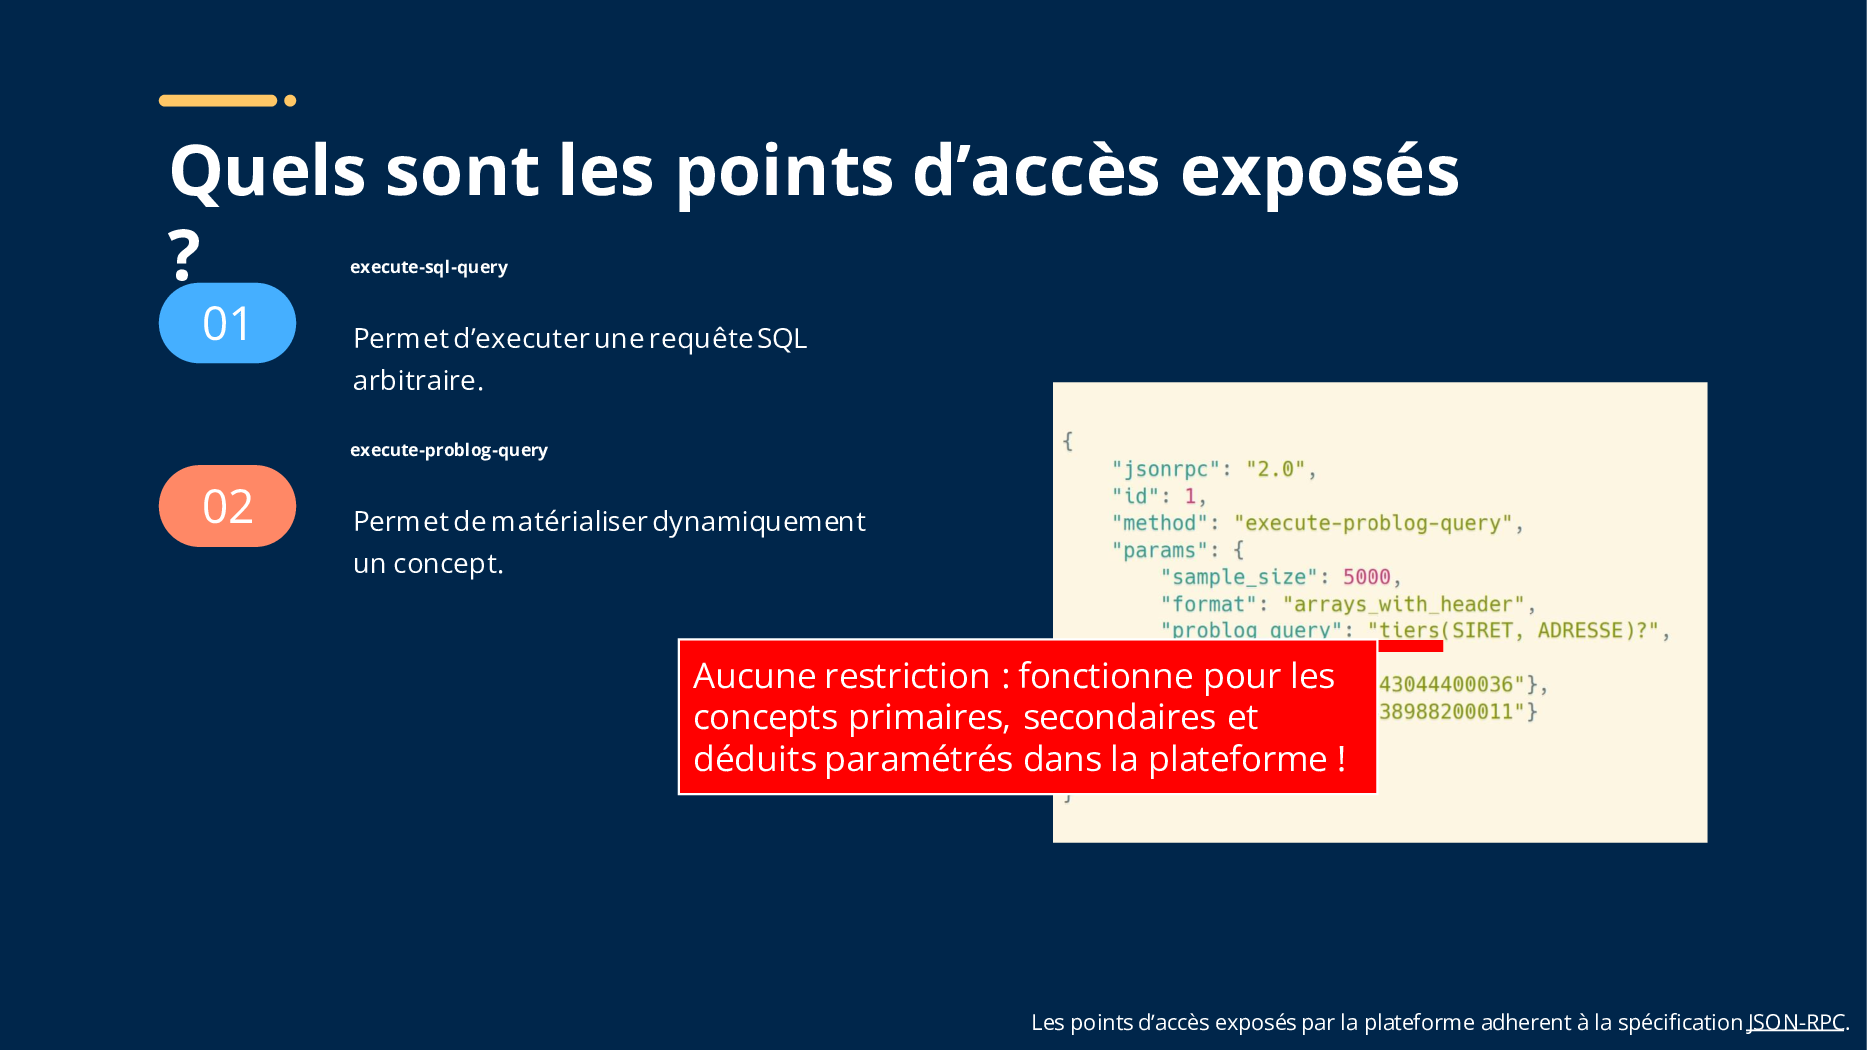 Quels sont les points d’accès exposés
?
execute-sql-query
01
Permet d’executer une requête SQL
arbitraire.
execute-problog-query
02
Permet de matérialiser dynamiquement
un concept.
{
"jsonrpc": "2.0",
"id": 1,
"method": "execute-problog-query",
"params": {
"sample_size": 5000,
"format": "arrays_with_header",
"problog_query": "tiers(SIRET, ADRESSE)?",
43044400036"},
38988200011"}
}
Aucune restriction : fonctionne pour les
concepts primaires, secondaires et
déduits paramétrés dans la plateforme !
Les points d’accès exposés par la plateforme adherent à la spécification JSON-RPC.